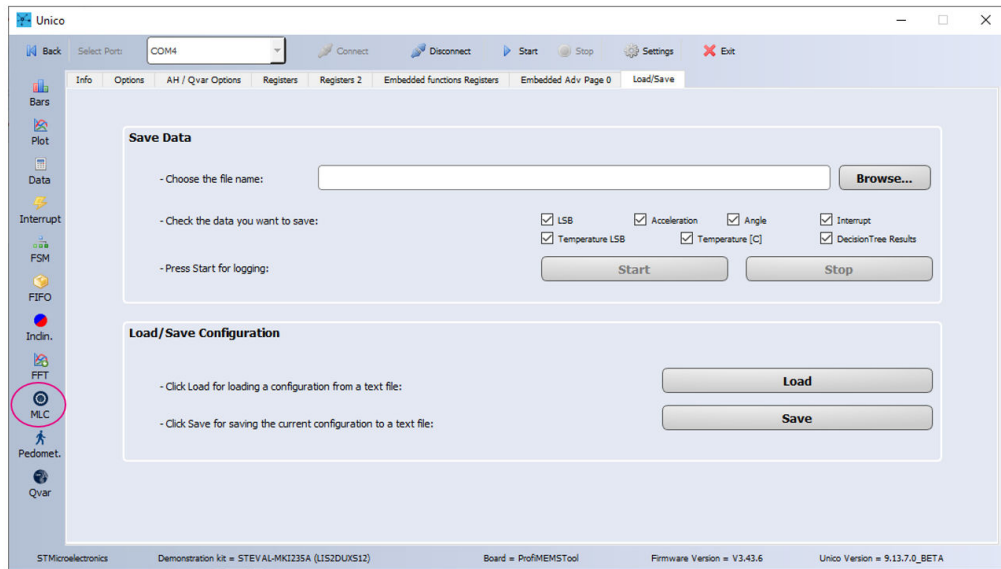 Unico
Back Select Port: COM4 Connect Disconnect Start Stop Settings Exit
Info Options AH / Qvar Options Registers Registers 2 Embedded functions Registers Embedded Adv Page 0 Load/Save
Bars
Plot
Data
Interrupt
FSM
FIFO
Inclin.
FFT
MLC
Pedomet.
Qvar
Save Data
- Choose the file name: Browse...
- Check the data you want to save: LSB Acceleration Angle Interrupt
Temperature LSB Temperature [C] DecisionTree Results
- Press Start for logging: Start Stop
Load/Save Configuration
- Click Load for loading a configuration from a text file: Load
- Click Save for saving the current configuration to a text file: Save
STMicroelectronics Demonstration kit = STEVAL-MKI235A (LIS2DUXS12) Board = ProfiMEMSTool Firmware Version = V3.43.6 Unico Version = 9.13.7.0_BETA